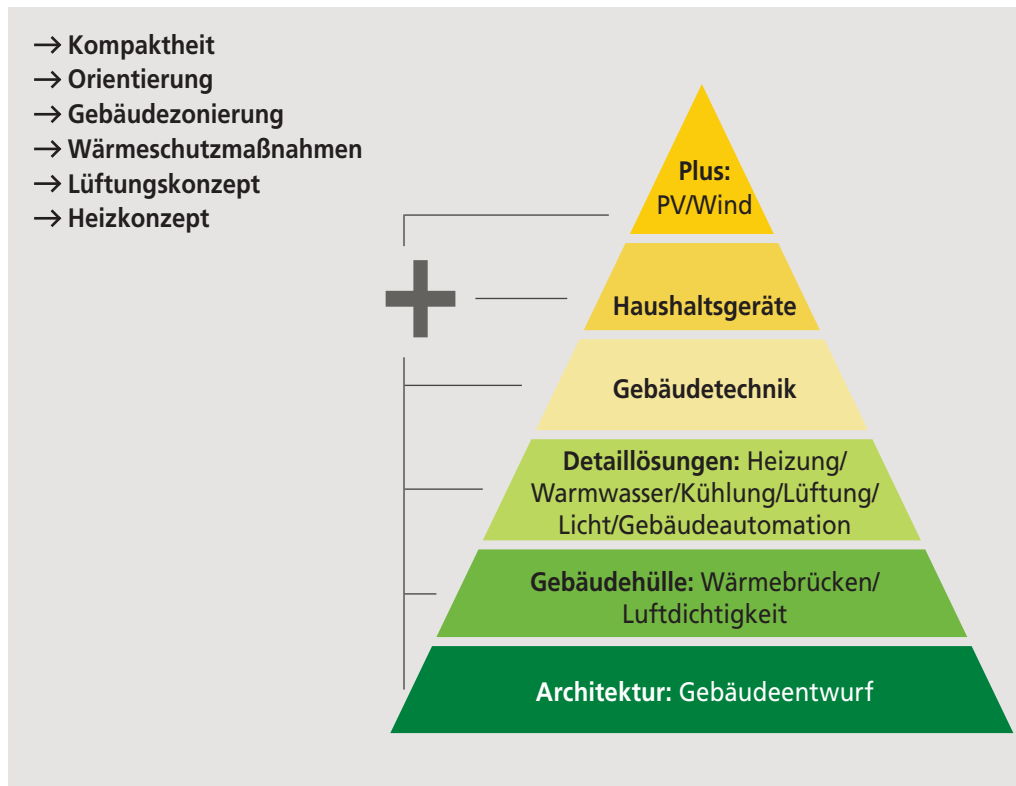 → Kompaktheit
→ Orientierung
→ Gebäudezonierung
→ Wärmeschutzmaßnahmen
→ Lüftungskonzept
→ Heizkonzept
Plus:
PV/Wind
Haushaltsgeräte
Gebäudetechnik
Detaillösungen: Heizung/
Warmwasser/Kühlung/Lüftung/
Licht/Gebäudeautomation
Gebäudehülle: Wärmebrücken/
Luftdichtigkeit
Architektur: Gebäudeentwurf